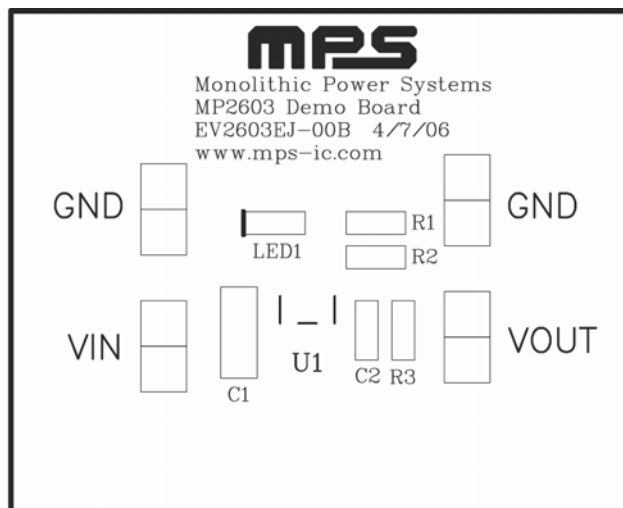 mps
Monolithic Power Systems
MP2603 Demo Board
EV2603EJ-00B 4/7/06
www.mps-ic.com
GND
GND
LED1
R1
R2
VIN
VOUT
U1
C1
C2
R3